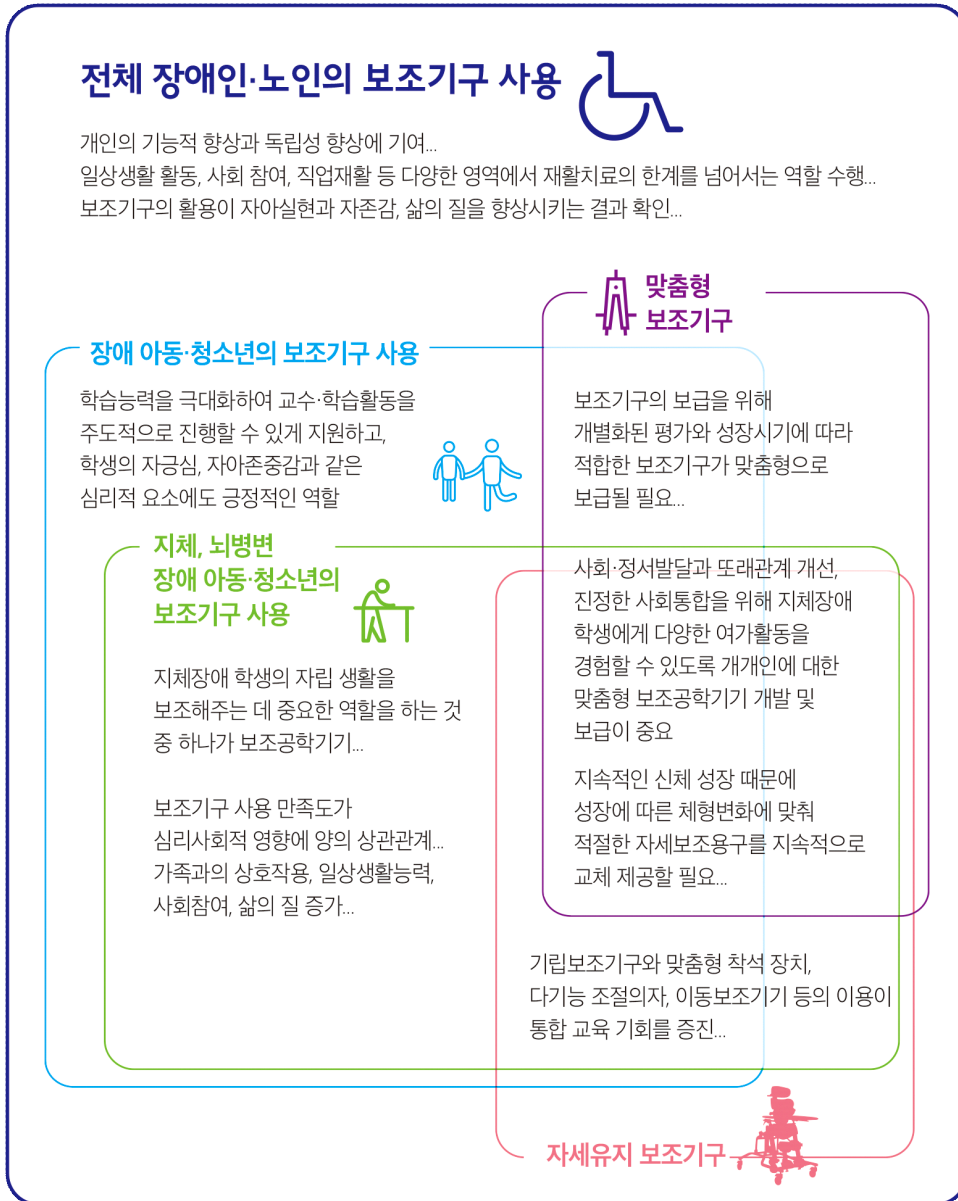 전체 장애인·노인의 보조기구 사용
개인의 기능적 향상과 독립성 향상에 기여...
일상생활 활동, 사회 참여, 직업재활 등 다양한 영역에서 재활치료의 한계를 넘어서는 역할 수행...
보조기구의 활용이 자아실현과 자존감, 삶의 질을 향상시키는 결과 확인...
맞춤형
보조기구
장애 아동·청소년의 보조기구 사용
학습능력을 극대화하여 교수·학습활동을
주도적으로 진행할 수 있게 지원하고,
학생의 자긍심, 자아존중감과 같은
심리적 요소에도 긍정적인 역할
보조기구의 보급을 위해
개별화된 평가와 성장시기에 따라
적합한 보조기구가 맞춤형으로
보급될 필요...
지체, 뇌병변
장애 아동·청소년의
보조기구 사용
지체장애 학생의 자립 생활을
보조해주는 데 중요한 역할을 하는 것
중 하나가 보조공학기기...
보조기구 사용 만족도가
심리사회적 영향에 양의 상관관계...
가족과의 상호작용, 일상생활능력,
사회참여, 삶의 질 증가...
사회·정서발달과 또래관계 개선,
진정한 사회통합을 위해 지체장애
학생에게 다양한 여가활동을
경험할 수 있도록 개개인에 대한
맞춤형 보조공학기기 개발 및
보급이 중요
지속적인 신체 성장 때문에
성장에 따른 체형변화에 맞춰
적절한 자세보조용구를 지속적으로
교체 제공할 필요...
기립보조기구와 맞춤형 착석 장치,
다기능 조절의자, 이동보조기기 등의 이용이
통합 교육 기회를 증진...
자세유지 보조기구